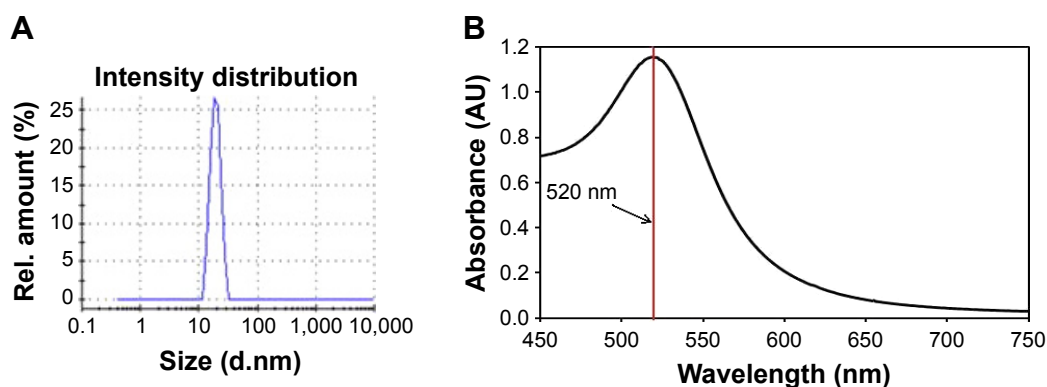 A
Intensity distribution
Rel. amount (%)
25
20
15
10
5
0
0.1 1 10 100 1,000 10,000
Size (d.nm)
B
Absorbance (AU)
1.2
1.0
0.8
0.6
0.4
0.2
0.0
520 nm
450 500 550 600 650 700 750
Wavelength (nm)